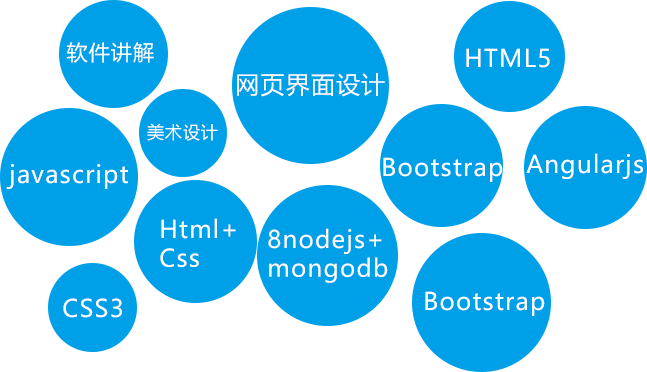 软件讲解
网页界面设计
HTML5
美术设计
javascript
Bootstrap
Angularjs
Html+
Css
8nodejs+
mongodb
CSS3
Bootstrap